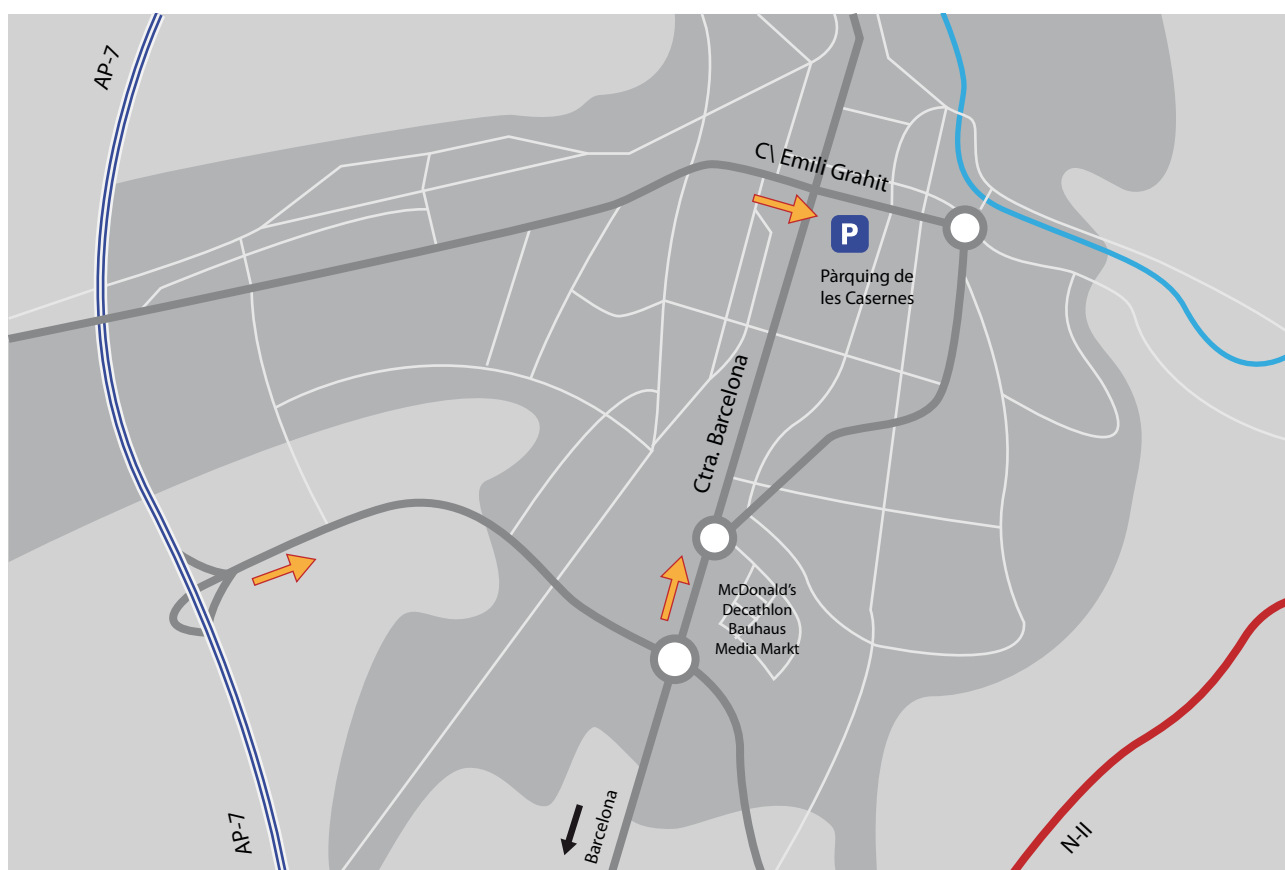 AP-7
C\ Emili Grahit
P
Pàrquing de
les Casernes
Ctra. Barcelona
McDonald's
Decathlon
Bauhaus
Media Markt
AP-7
Barcelona
N-II